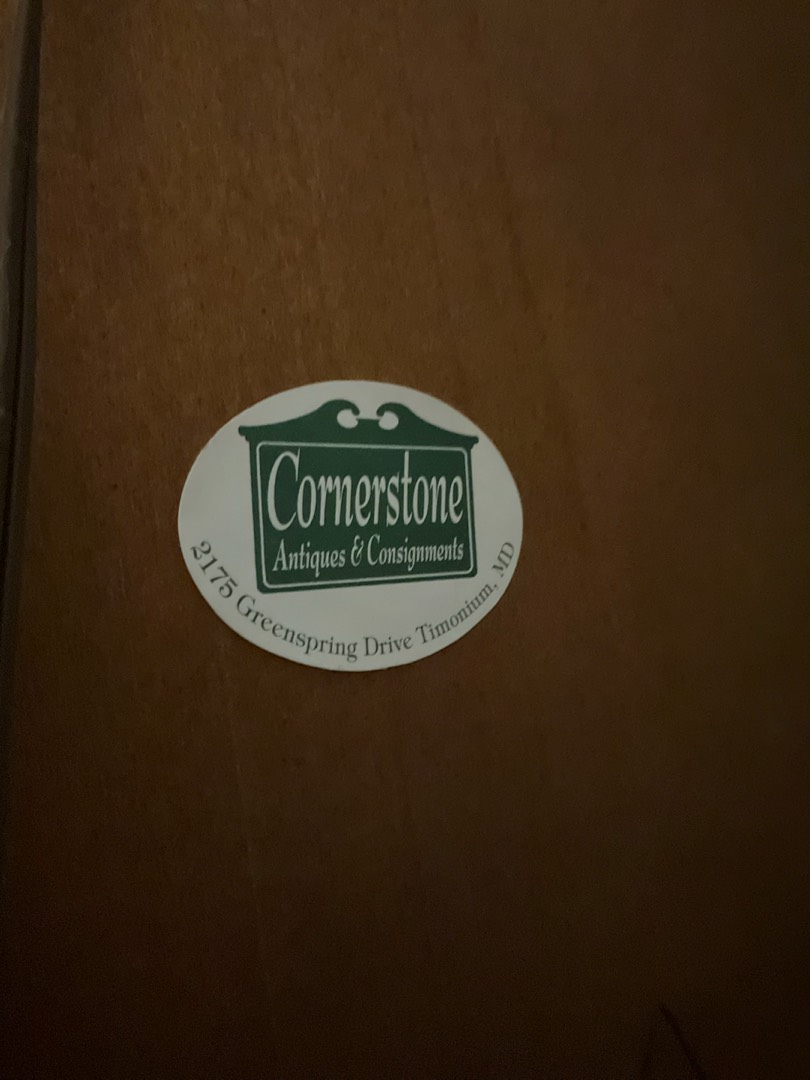 Cornerstone
Antiques & Consignments
2175 Greenspring Drive Timonium, MD